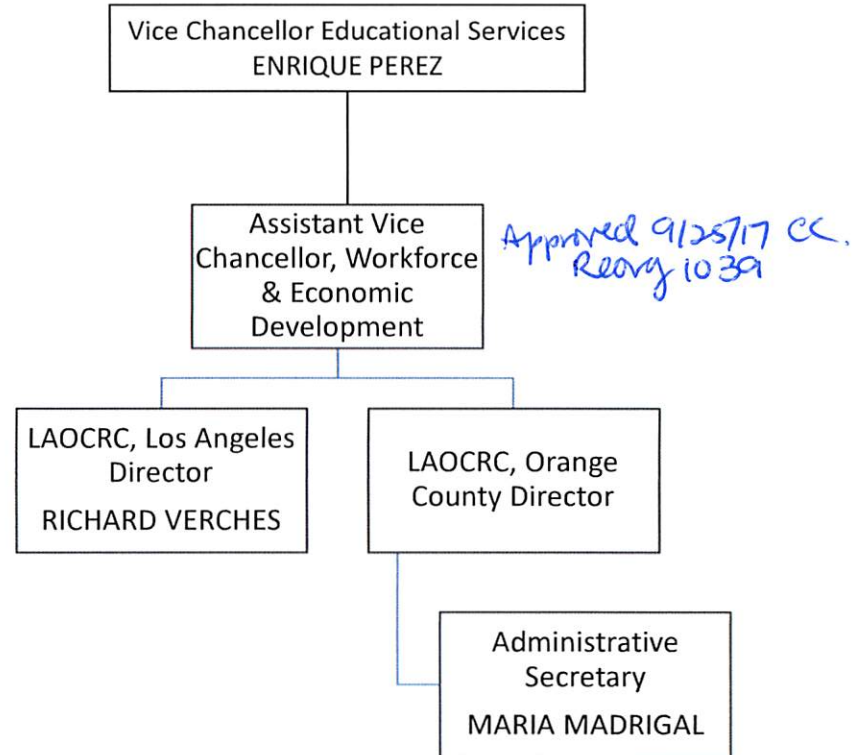 Vice Chancellor Educational Services
ENRIQUE PEREZ
Assistant Vice
Chancellor, Workforce
& Economic
Development
Approved 9/25/17 CC.
Reorg 1039
LAOCRC, Los Angeles
Director
RICHARD VERCHES
LAOCRC, Orange
County Director
Administrative
Secretary
MARIA MADRIGAL